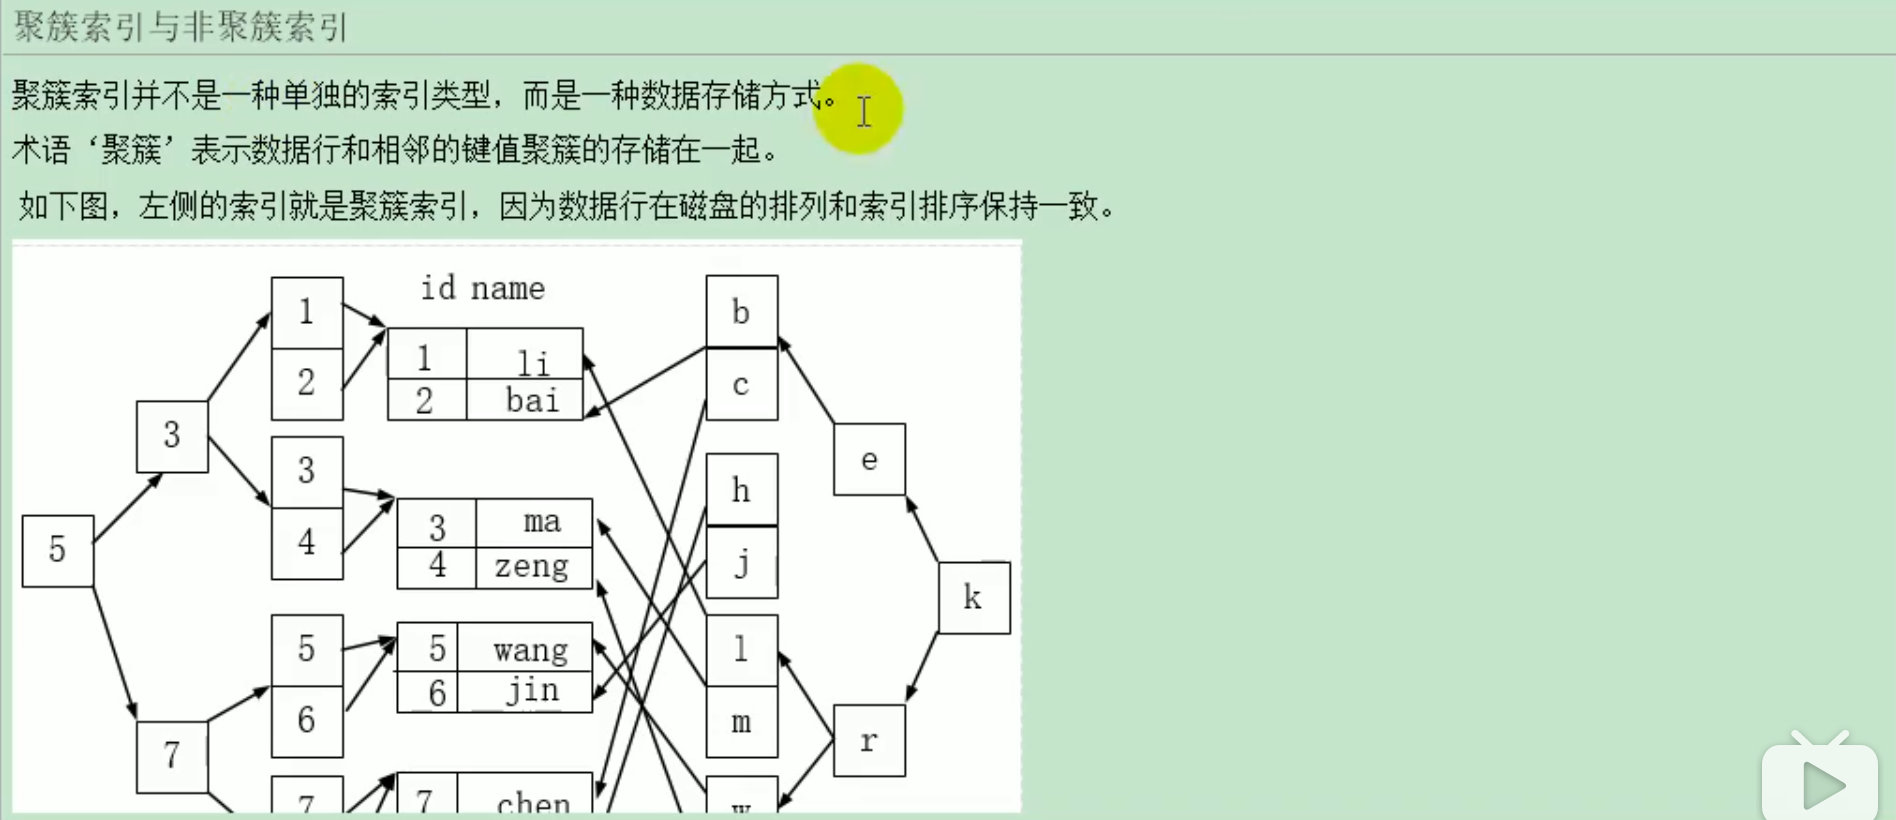 聚簇索引与非聚簇索引
聚簇索引并不是一种单独的索引类型，而是一种数据存储方式。
术语‘聚簇’表示数据行和相邻的键值聚簇的存储在一起。
如下图，左侧的索引就是聚簇索引，因为数据行在磁盘的排列和索引排序保持一致。
id name
1
b
1 li
2
c
2 bai
3
e
3
h
3 ma
4
j
4 zeng
5
k
5
l
5 wang
6
m
6 jin
7
r
7
7 chen
w